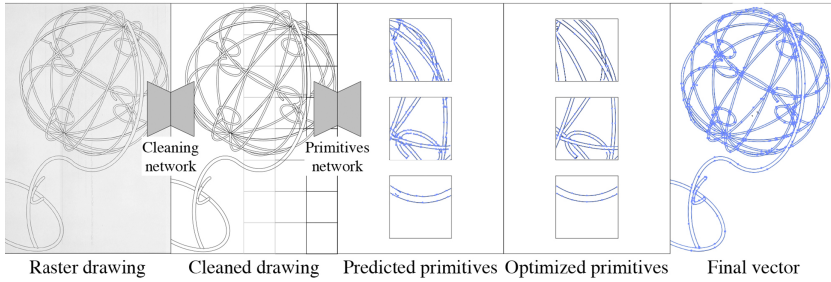 Cleaning
network
Primitives
network
Raster drawing
Cleaned drawing
Predicted primitives
Optimized primitives
Final vector